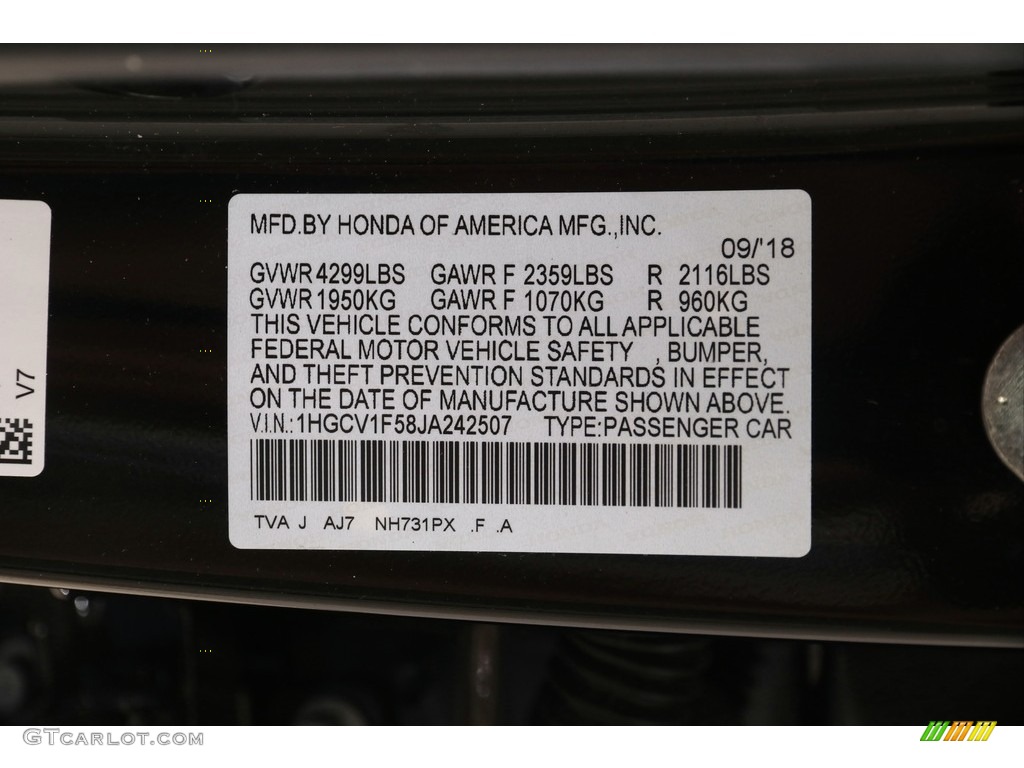 MFD.BY HONDA OF AMERICA MFG.,INC.
09/'18
GVWR 4299LBS GAWR F 2359LBS R 2116LBS
GVWR 1950KG GAWR F 1070KG R 960KG
THIS VEHICLE CONFORMS TO ALL APPLICABLE
FEDERAL MOTOR VEHICLE SAFETY , BUMPER,
AND THEFT PREVENTION STANDARDS IN EFFECT
ON THE DATE OF MANUFACTURE SHOWN ABOVE.
V.I.N.: 1HGCV1F58JA242507 TYPE:PASSENGER CAR
TVA J AJ7 NH731PX .F .A
V7
GTCARLOT.COM